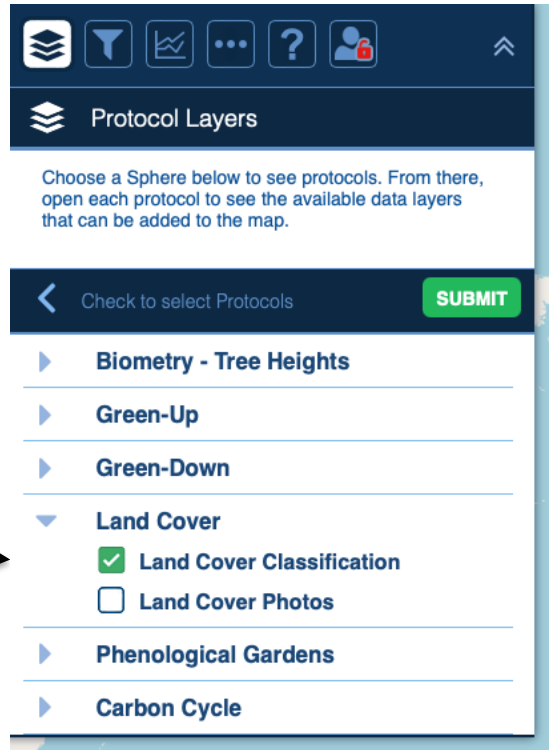 ?
Protocol Layers
Choose a Sphere below to see protocols. From there,
open each protocol to see the available data layers
that can be added to the map.
Check to select Protocols
SUBMIT
Biometry - Tree Heights
Green-Up
Green-Down
Land Cover
Land Cover Classification
Land Cover Photos
Phenological Gardens
Carbon Cycle